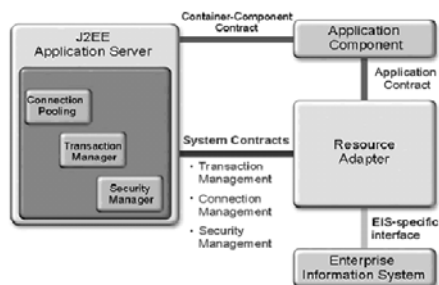 J2EE
Application Server
Connection
Pooling
Transaction
Manager
Security
Manager
Container-Component
Contract
System Contracts
· Transaction
Management
· Connection
Management
· Security
Management
Application
Component
Application
Contract
Resource
Adapter
EIS-specific
interface
Enterprise
Information System